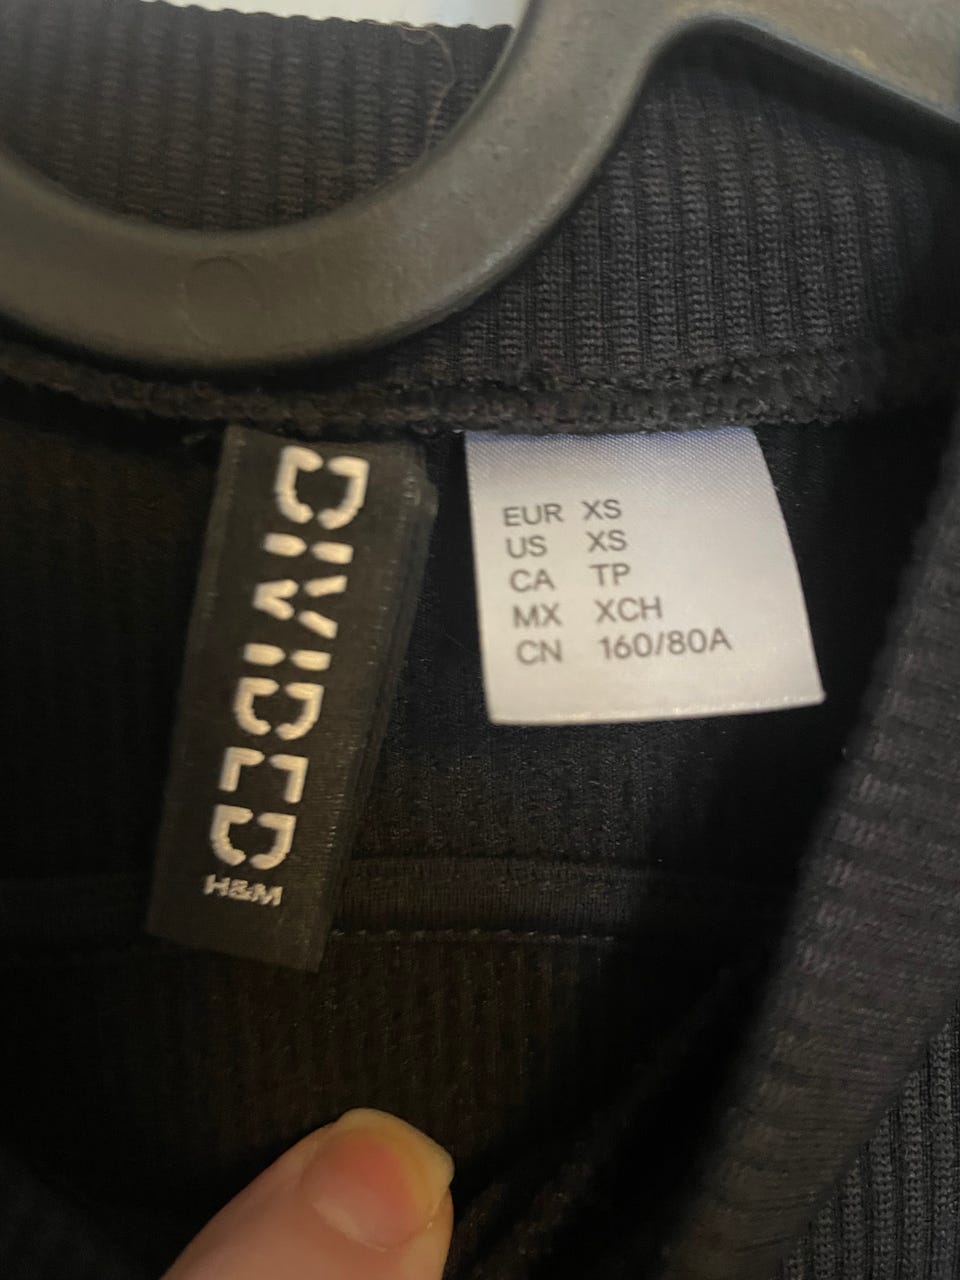 DIVIDED
H&M
EUR XS
US XS
CA TP
MX XCH
CN 160/80A